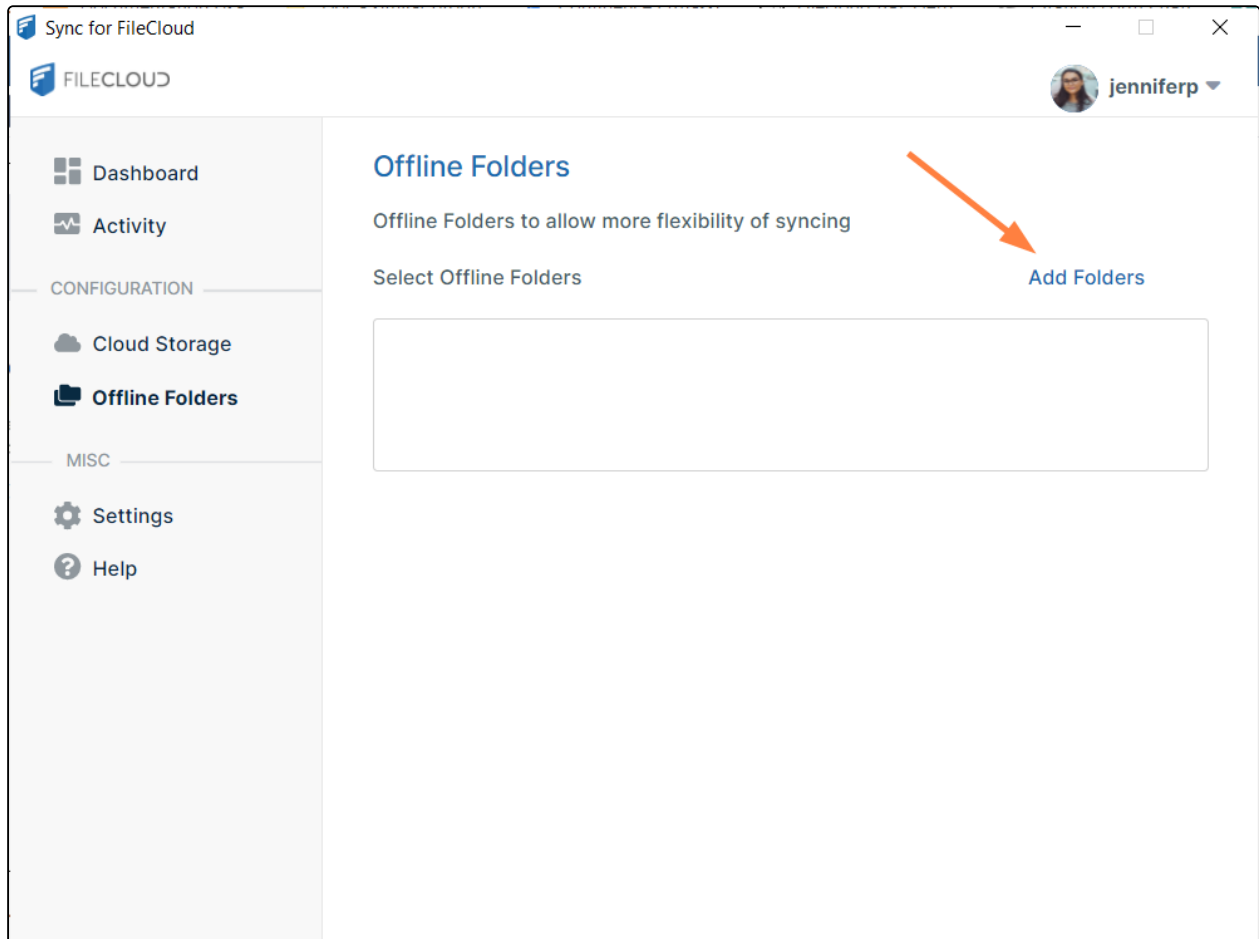 Sync for FileCloud
FILECLOUD
jenniferp
Dashboard
Activity
CONFIGURATION
Cloud Storage
Offline Folders
MISC
Settings
Help
Offline Folders
Offline Folders to allow more flexibility of syncing
Select Offline Folders
Add Folders